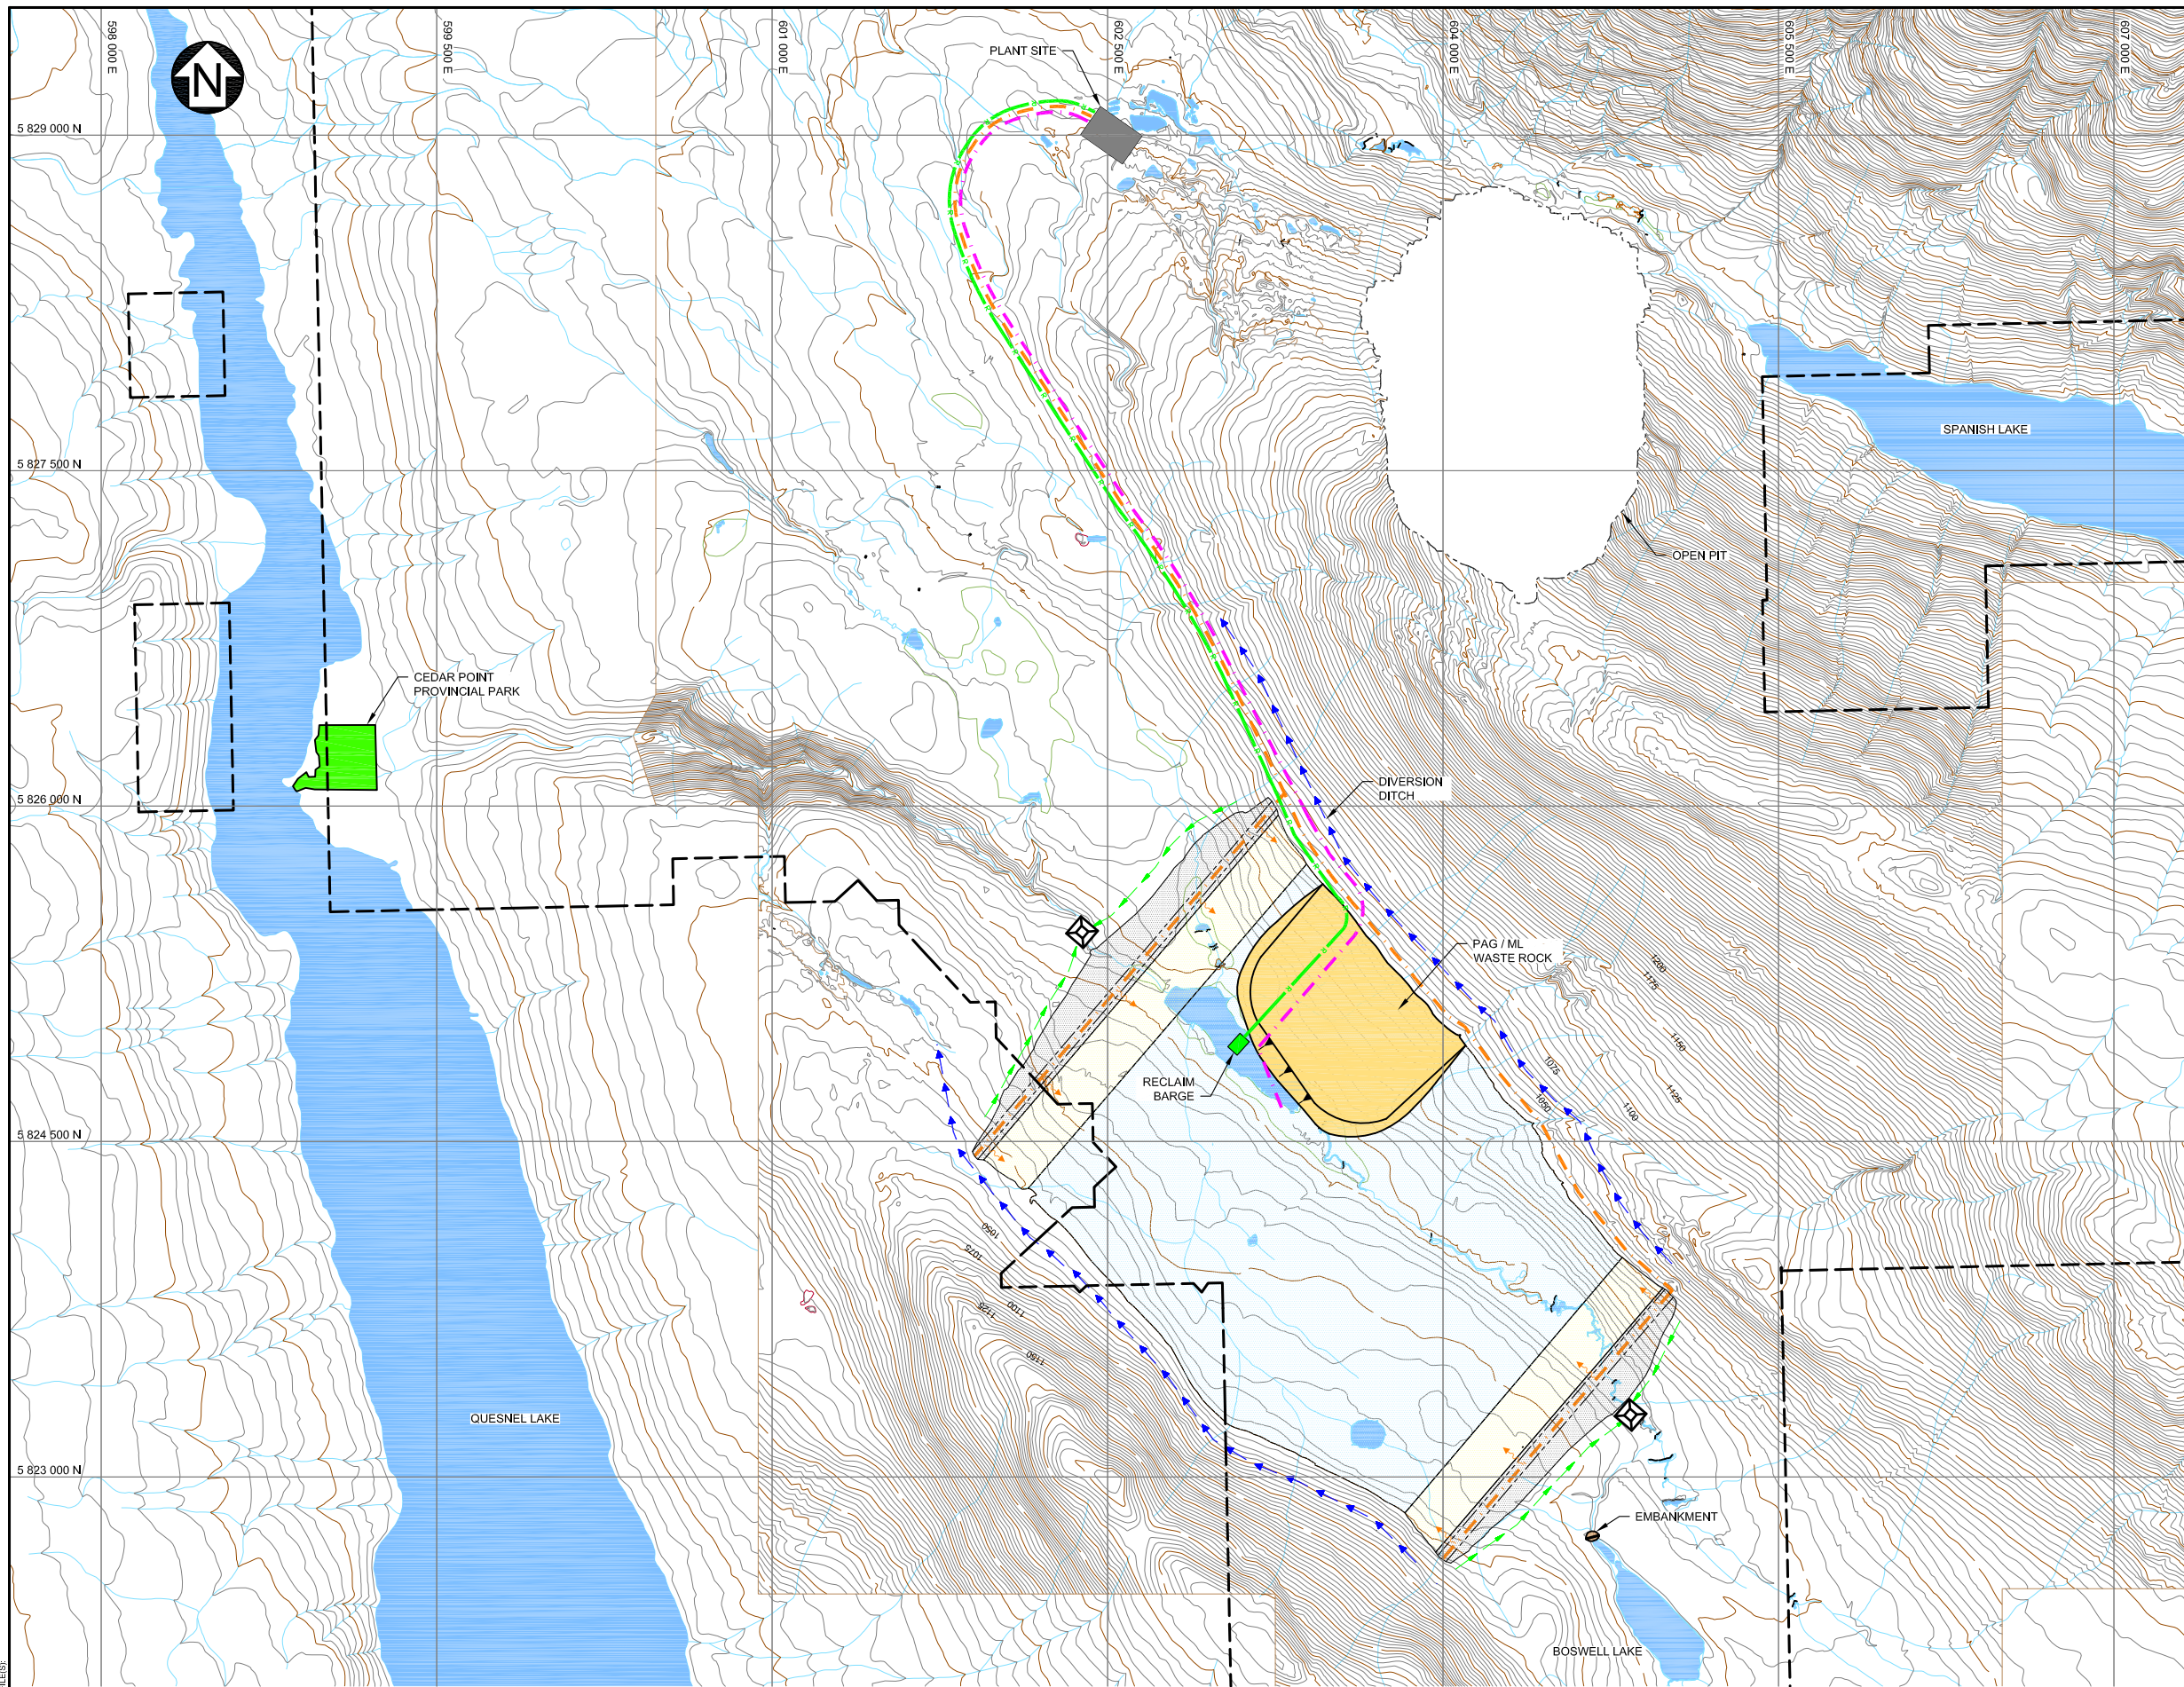 598 000 E
599 500 E
601 000 E
602 500 E
604 000 E
605 500 E
607 000 E
N
PLANT SITE
5 829 000 N
SPANISH LAKE
5 827 500 N
OPEN PIT
CEDAR POINT
PROVINCIAL PARK
DIVERSION
DITCH
5 826 000 N
PAG / ML
WASTE ROCK
1200
1175
1150
1125
1100
1075
1050
RECLAIM
BARGE
5 824 500 N
1050
1075
1100
1125
1150
QUESNEL LAKE
5 823 000 N
EMBANKMENT
BOSWELL LAKE